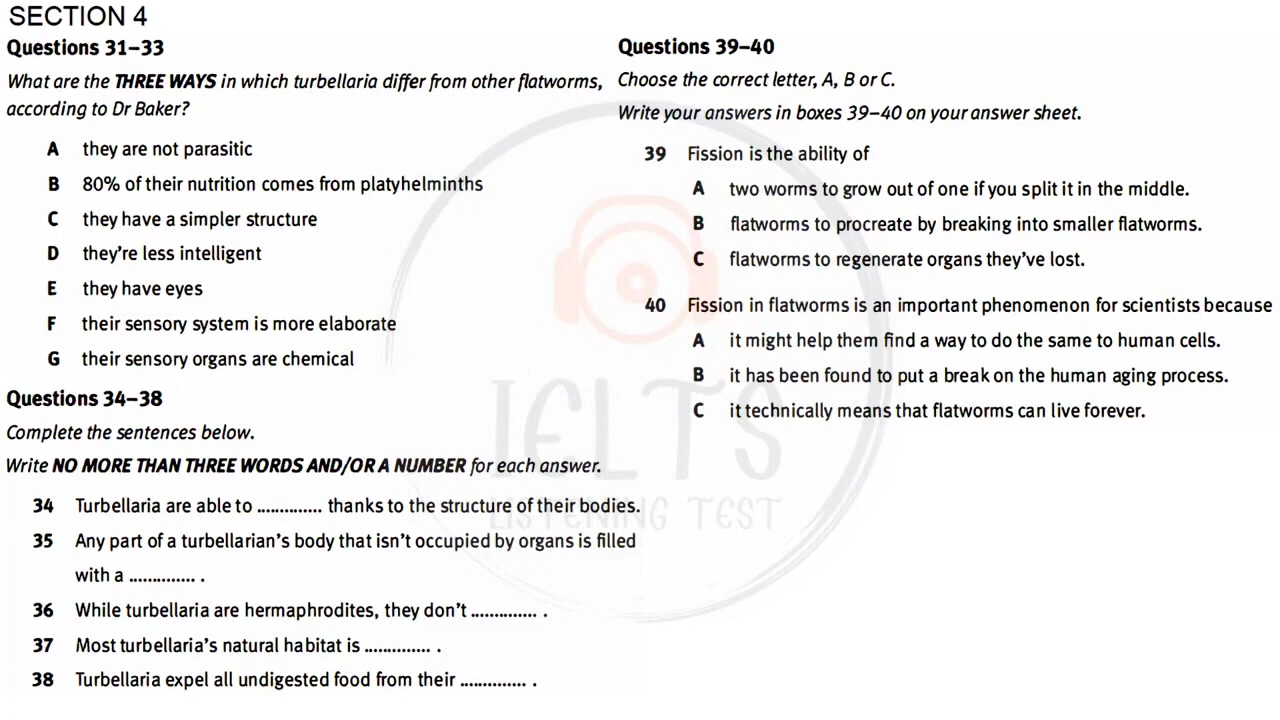 SECTION 4
Questions 31–33
What are the THREE WAYS in which turbellaria differ from other flatworms,
according to Dr Baker?
A they are not parasitic
B 80% of their nutrition comes from platyhelminths
C they have a simpler structure
D they're less intelligent
E they have eyes
F their sensory system is more elaborate
G their sensory organs are chemical
Questions 34–38
Complete the sentences below.
Write NO MORE THAN THREE WORDS AND/OR A NUMBER for each answer.
34 Turbellaria are able to .............. thanks to the structure of their bodies.
35 Any part of a turbellarian's body that isn't occupied by organs is filled
with a .............. .
36 While turbellaria are hermaphrodites, they don't .............. .
37 Most turbellaria's natural habitat is .............. .
38 Turbellaria expel all undigested food from their .............. .
Questions 39–40
Choose the correct letter, A, B or C.
Write your answers in boxes 39–40 on your answer sheet.
39 Fission is the ability of
A two worms to grow out of one if you split it in the middle.
B flatworms to procreate by breaking into smaller flatworms.
C flatworms to regenerate organs they've lost.
40 Fission in flatworms is an important phenomenon for scientists because
A it might help them find a way to do the same to human cells.
B it has been found to put a break on the human aging process.
C it technically means that flatworms can live forever.
IELTS
LISTENING TEST